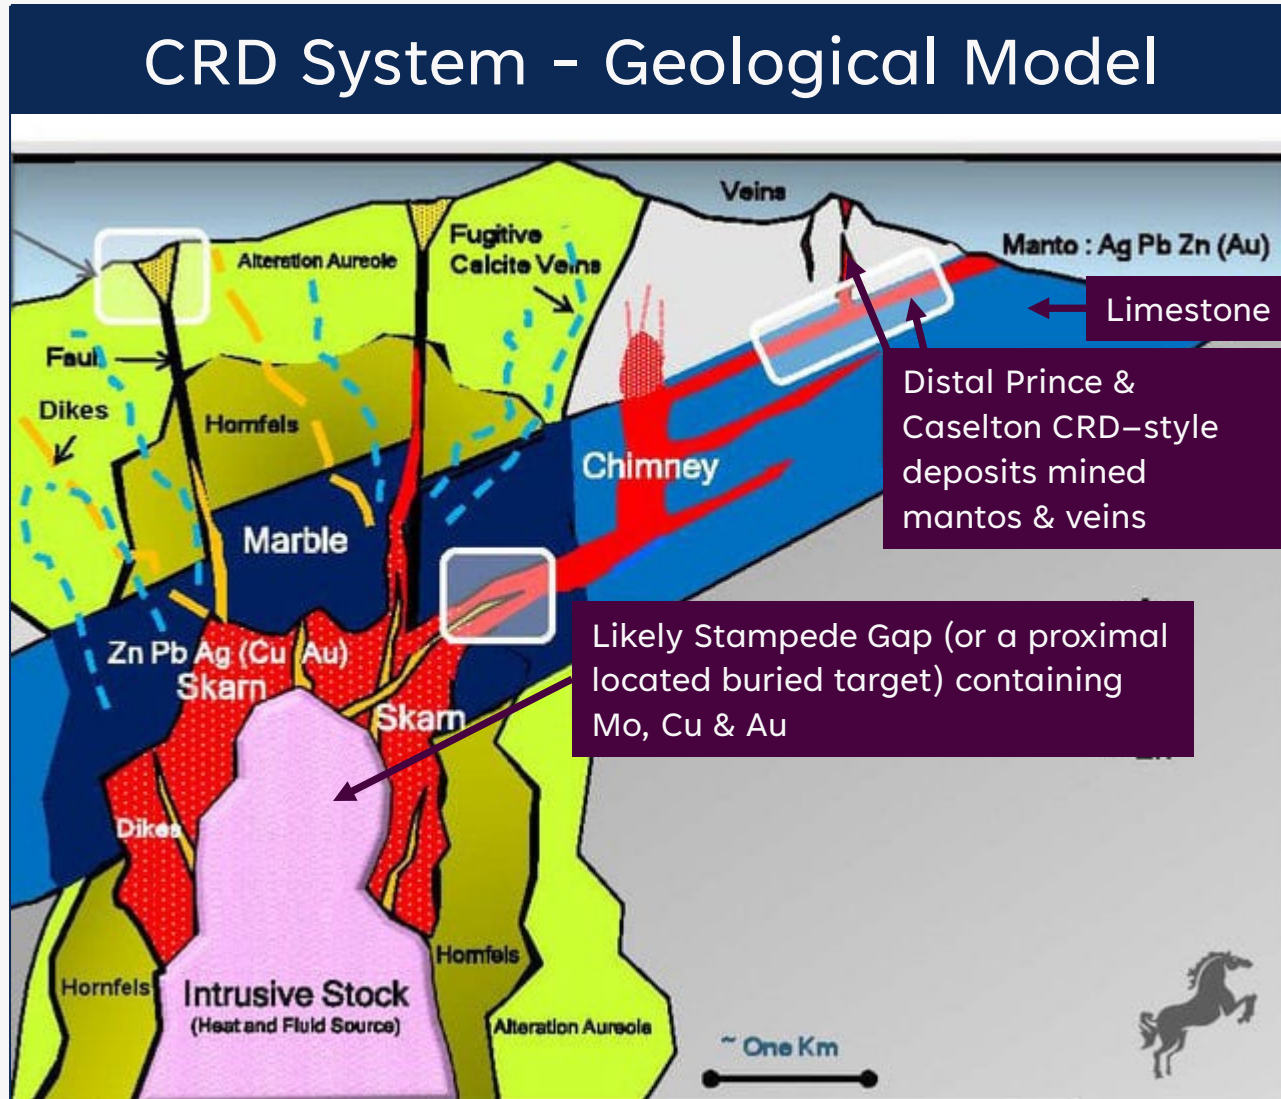 CRD System - Geological Model
Veins
Fugitive
Calcite Veins
Alteration Aureole
Manto : Ag Pb Zn (Au)
Limestone
Faul
Dikes
Hornfels
Distal Prince &
Caselton CRD–style
deposits mined
mantos & veins
Chimney
Marble
Zn Pb Ag (Cu Au)
Skarn
Skarn
Likely Stampede Gap (or a proximal
located buried target) containing
Mo, Cu & Au
Dikes
Hornfels
Hornfels
Intrusive Stock
(Heat and Fluid Source)
Alteration Aureole
~ One Km